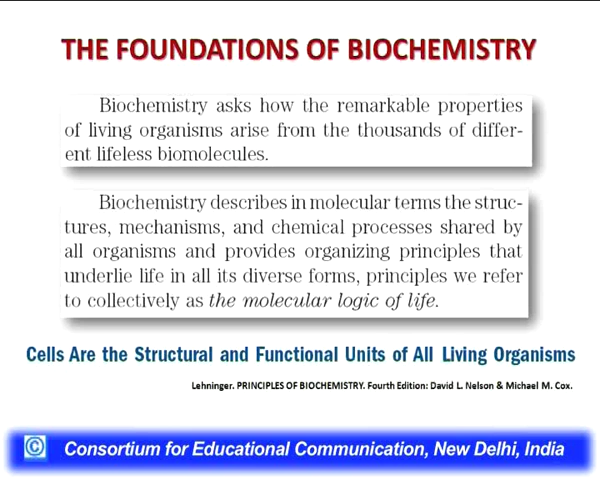 THE FOUNDATIONS OF BIOCHEMISTRY
Biochemistry asks how the remarkable properties
of living organisms arise from the thousands of differ-
ent lifeless biomolecules.
Biochemistry describes in molecular terms the struc-
tures, mechanisms, and chemical processes shared by
all organisms and provides organizing principles that
underlie life in all its diverse forms, principles we refer
to collectively as the molecular logic of life.
Cells Are the Structural and Functional Units of All Living Organisms
Lehninger. PRINCIPLES OF BIOCHEMISTRY. Fourth Edition: David L. Nelson & Michael M. Cox.
© Consortium for Educational Communication, New Delhi, India